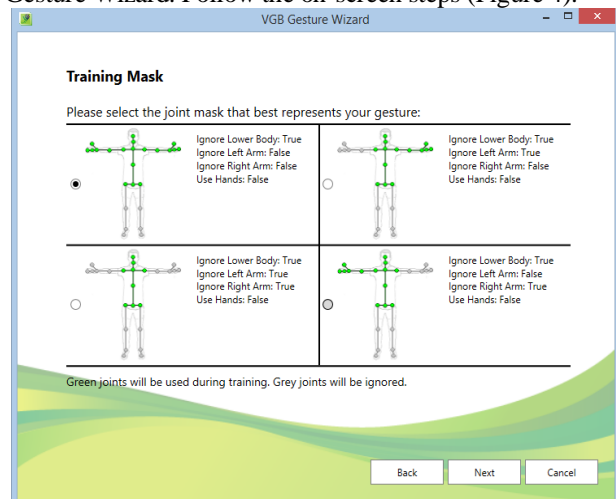 Gesture Wizard. Follow the on-screen steps (Figure 4).
VGB Gesture Wizard
Training Mask
Please select the joint mask that best represents your gesture:
Ignore Lower Body: True
Ignore Left Arm: False
Ignore Right Arm: False
Use Hands: False
Ignore Lower Body: True
Ignore Left Arm: True
Ignore Right Arm: False
Use Hands: False
Ignore Lower Body: True
Ignore Left Arm: True
Ignore Right Arm: True
Use Hands: False
Ignore Lower Body: True
Ignore Left Arm: False
Ignore Right Arm: True
Use Hands: False
Green joints will be used during training. Grey joints will be ignored.
Back Next Cancel